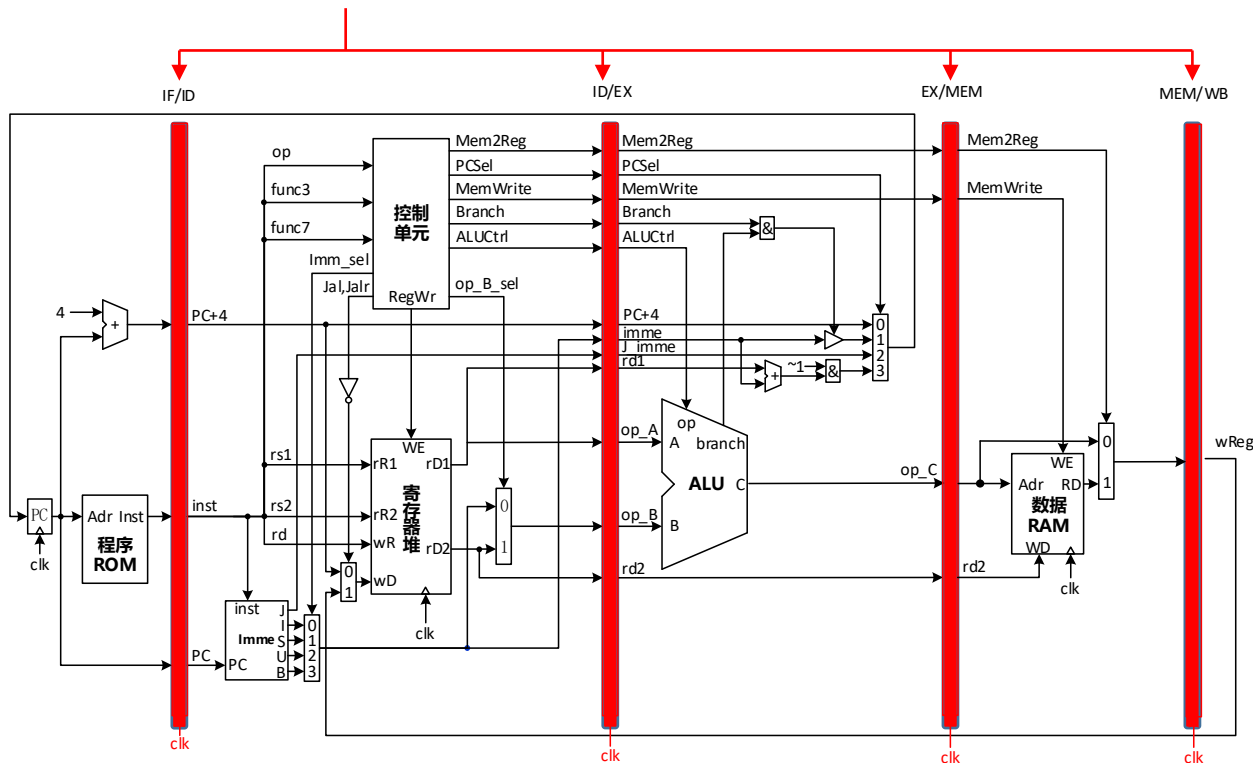 IF/ID
ID/EX
EX/MEM
MEM/WB
op
func3
func7
控制
单元
RegWr
Mem2Reg
PCSel
MemWrite
Branch
ALUCtrl
Imm_sel
Jal,Jalr
op_B_sel
Mem2Reg
PCSel
MemWrite
Branch
ALUCtrl
&
Mem2Reg
MemWrite
4
+
PC+4
PC+4
imme
J_imme
rd1
+
~1
&
0
1
2
3
PC
clk
Adr Inst
程序
ROM
inst
rs1
rs2
rd
WE
rR1
rD1
rR2
寄存器堆
wR
rD2
wD
clk
0
1
0
1
op_A
op_B
rd2
op
A
branch
ALU
C
B
op_C
rd2
WE
Adr
RD
数据
RAM
WD
clk
0
1
wReg
PC
inst
Imme
PC
J
I
S
U
B
0
1
2
3
clk
clk
clk
clk